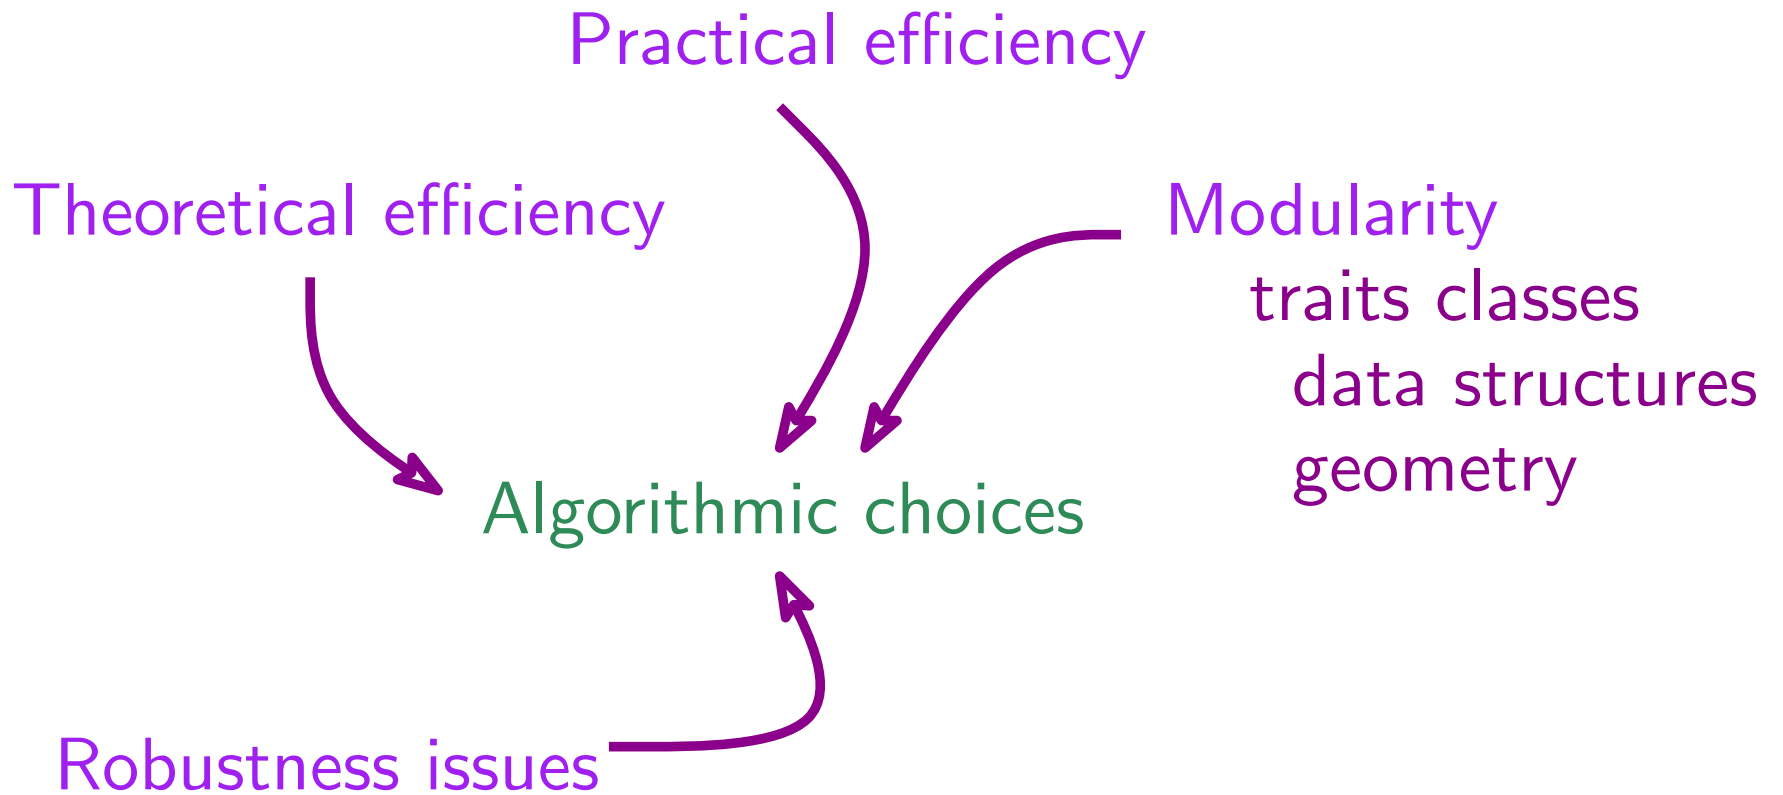 Practical efficiency
Theoretical efficiency
Modularity
traits classes
data structures
geometry
Algorithmic choices
Robustness issues